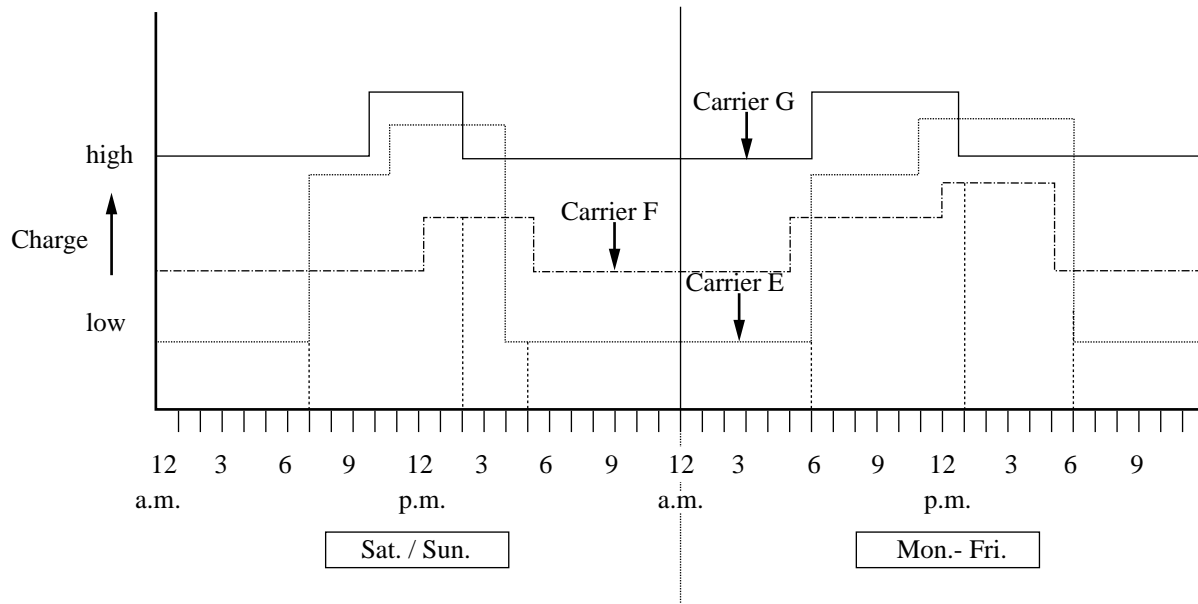 Carrier G
high
Carrier F
Charge
Carrier E
low
12 3 6 9 12 3 6 9 12 3 6 9 12 3 6 9
a.m. p.m. a.m. p.m.
Sat. / Sun. Mon.- Fri.